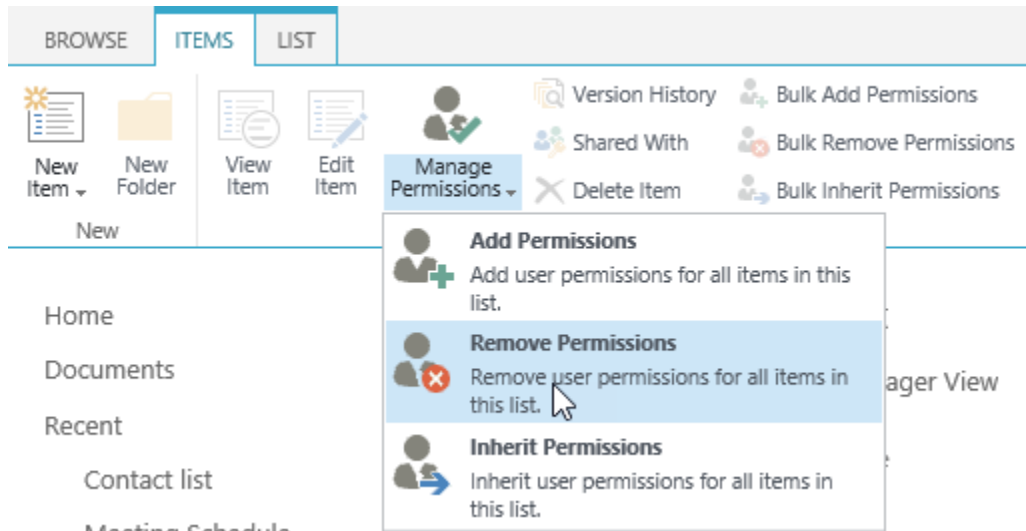 BROWSE ITEMS LIST
New Item
New Folder
View Item
Edit Item
Manage Permissions
Version History
Shared With
Delete Item
Bulk Add Permissions
Bulk Remove Permissions
Bulk Inherit Permissions
New
Add Permissions
Add user permissions for all items in this
list.
Remove Permissions
Remove user permissions for all items in
this list.
Inherit Permissions
Inherit user permissions for all items in
this list.
Home
Documents
Recent
Contact list
Meeting Schedule
ager View